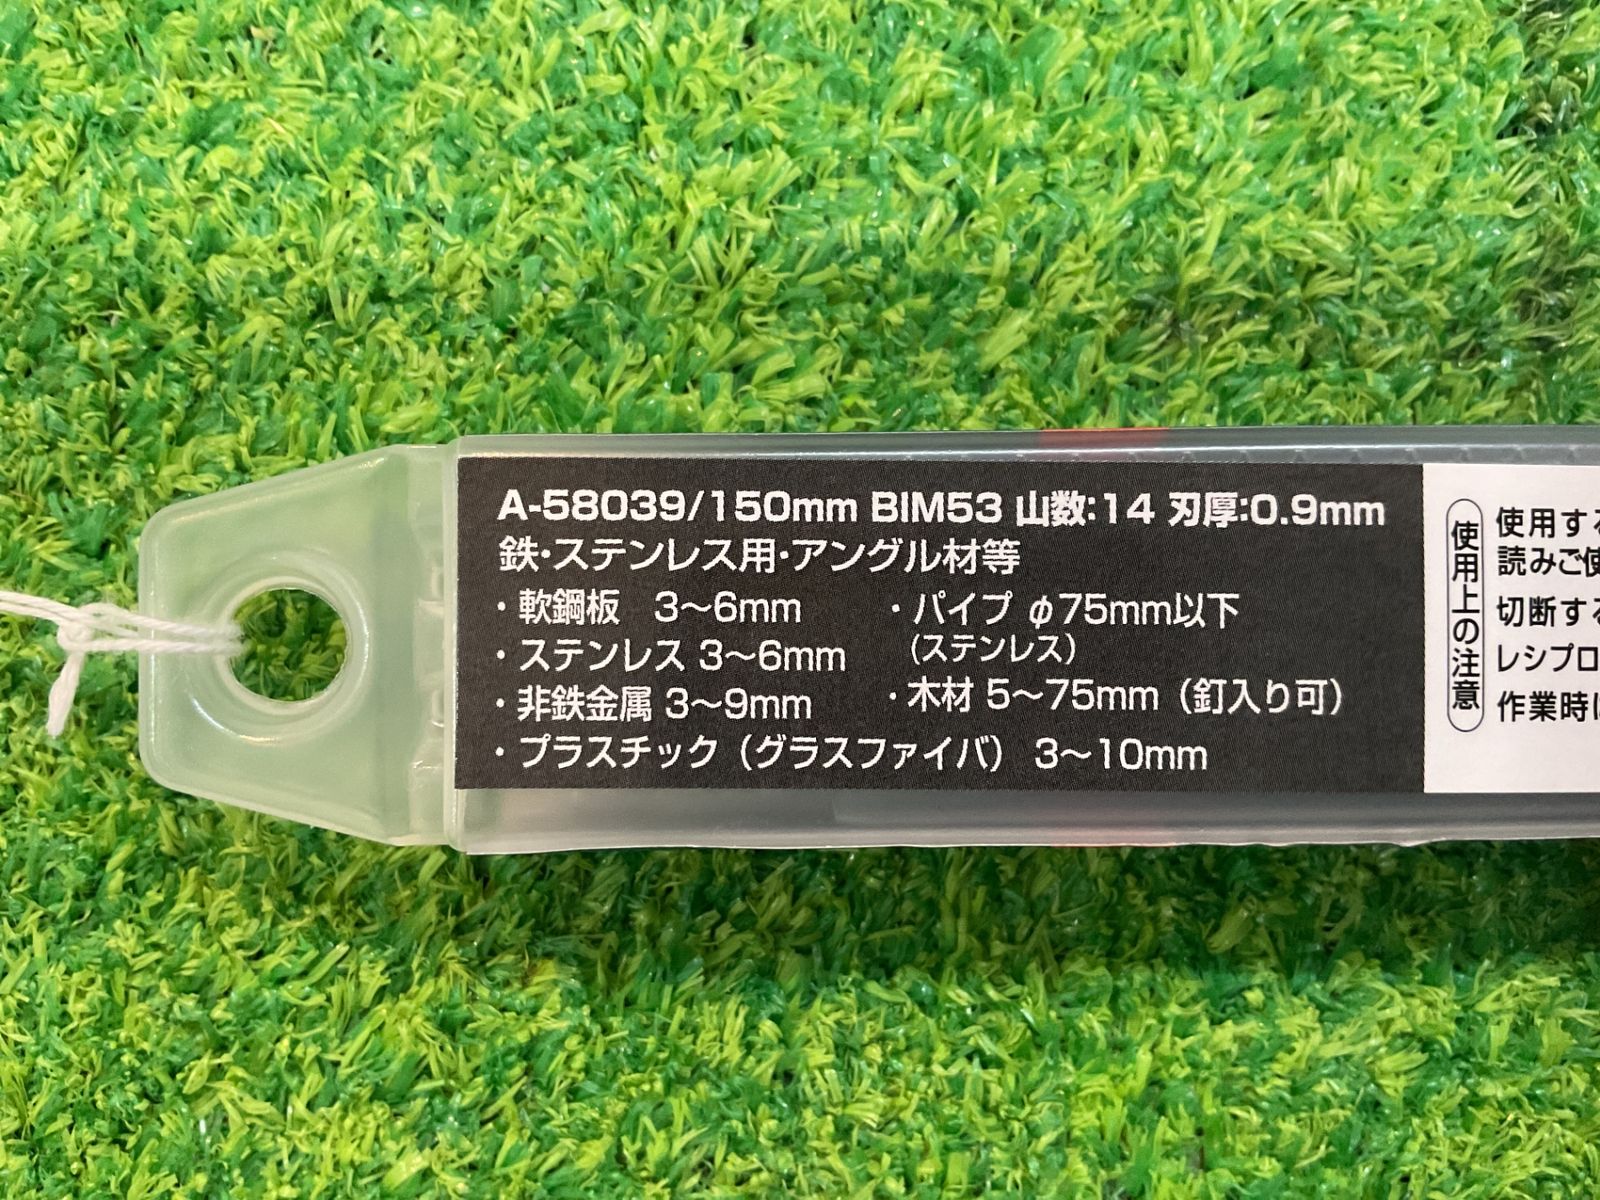 A-58039/150mm BIM53 山数:14 刃厚:0.9mm
鉄・ステンレス用・アングル材等
・軟鋼板 3〜6mm
・ステンレス 3〜6mm
・非鉄金属 3〜9mm
・プラスチック（グラスファイバ） 3〜10mm
・パイプ φ75mm以下
（ステンレス）
・木材 5〜75mm（釘入り可）
使用上の注意
使用する
読みご使
切断する
レシプロ
作業時に